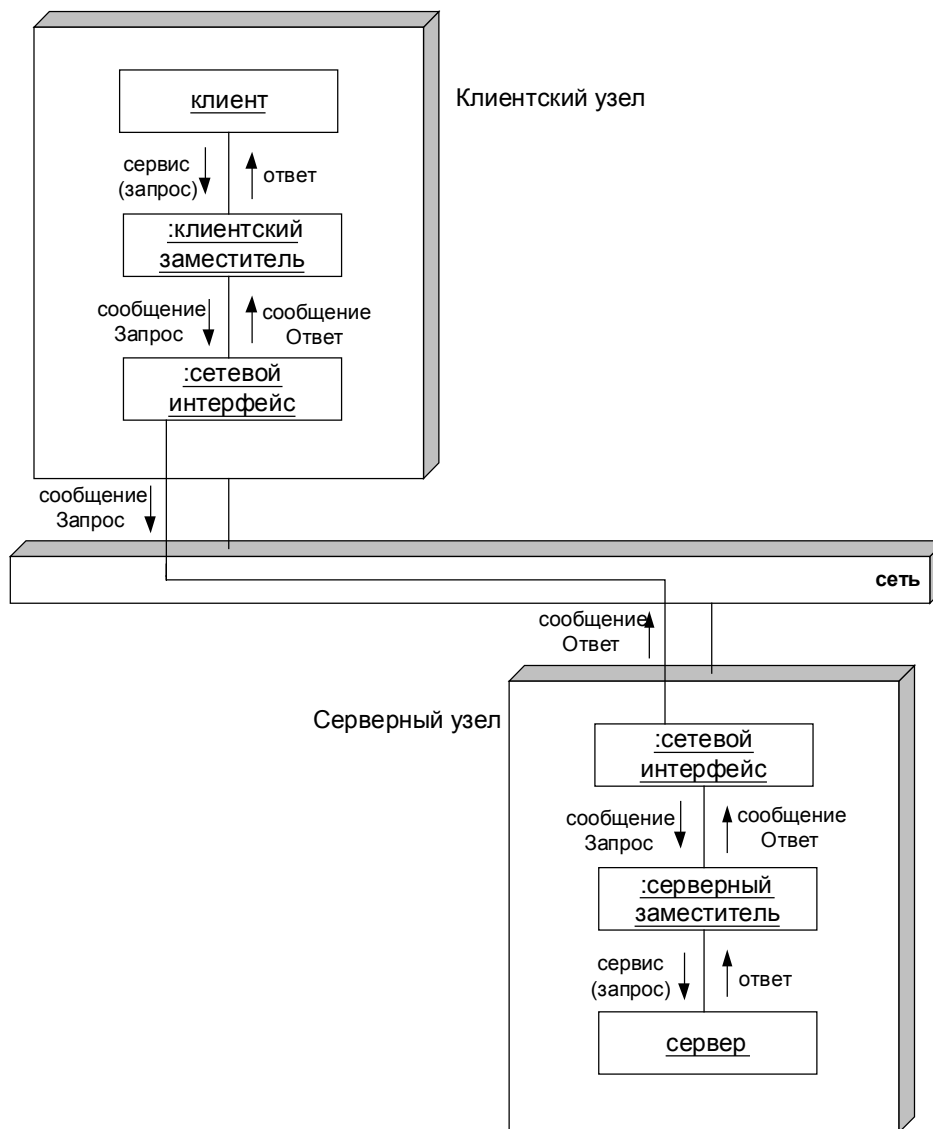 клиент
Клиентский узел
сервис
(запрос)
ответ
:клиентский
заместитель
сообщение
Запрос
сообщение
Ответ
:сетевой
интерфейс
сообщение
Запрос
сеть
сообщение
Ответ
Серверный узел
:сетевой
интерфейс
сообщение
Запрос
сообщение
Ответ
:серверный
заместитель
сервис
(запрос)
ответ
сервер